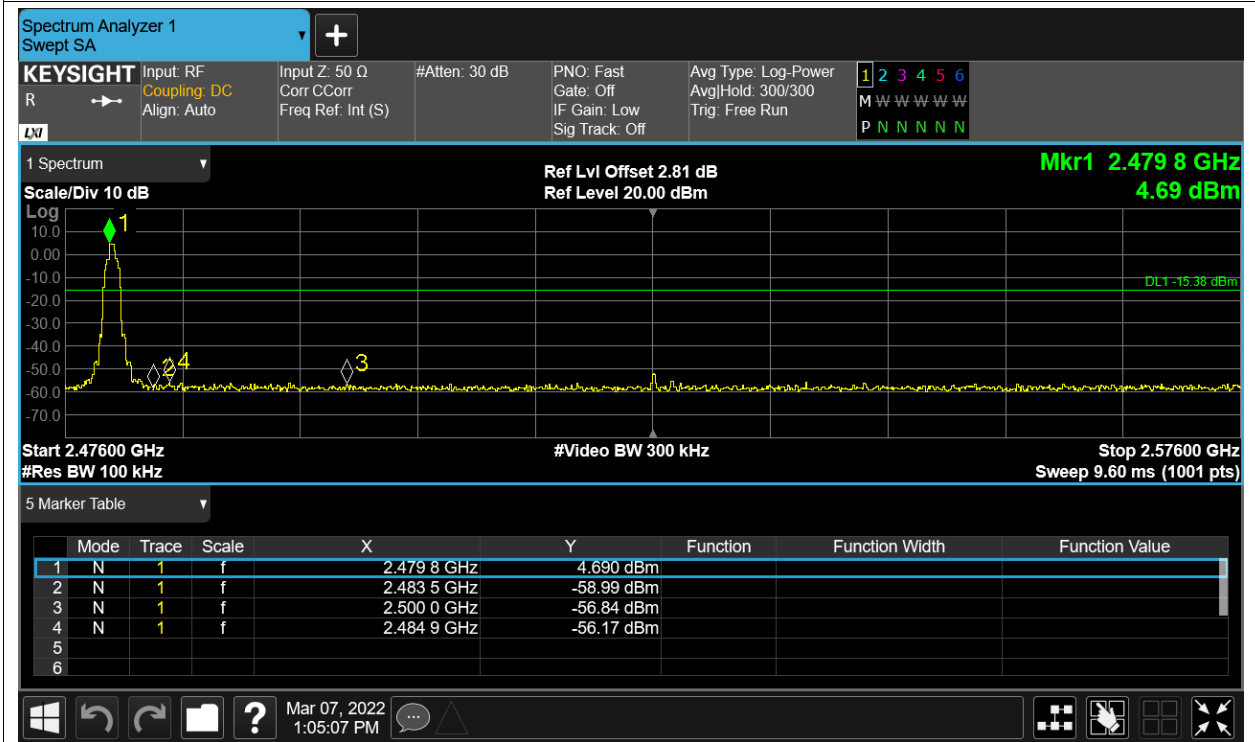 Spectrum Analyzer 1
Swept SA
KEYSIGHT
R
LXI
Input: RF
Coupling: DC
Align: Auto
Input Z: 50 Ω
Corr CCorr
Freq Ref: Int (S)
#Atten: 30 dB
PNO: Fast
Gate: Off
IF Gain: Low
Sig Track: Off
Avg Type: Log-Power
Avg|Hold: 300/300
Trig: Free Run
1 2 3 4 5 6
M W W W W W
P N N N N N
1 Spectrum
Scale/Div 10 dB
Ref Lvl Offset 2.81 dB
Ref Level 20.00 dBm
Mkr1 2.479 8 GHz
4.69 dBm
Log
10.0
0.00
-10.0
-20.0
-30.0
-40.0
-50.0
-60.0
-70.0
1
2
4
3
DL1 -15.38 dBm
Start 2.47600 GHz
#Video BW 300 kHz
Stop 2.57600 GHz
#Res BW 100 kHz
Sweep 9.60 ms (1001 pts)
5 Marker Table
Mode Trace Scale X Y Function Function Width Function Value
1 N 1 f 2.479 8 GHz 4.690 dBm
2 N 1 f 2.483 5 GHz -58.99 dBm
3 N 1 f 2.500 0 GHz -56.84 dBm
4 N 1 f 2.484 9 GHz -56.17 dBm
5
6
?
Mar 07, 2022
1:05:07 PM